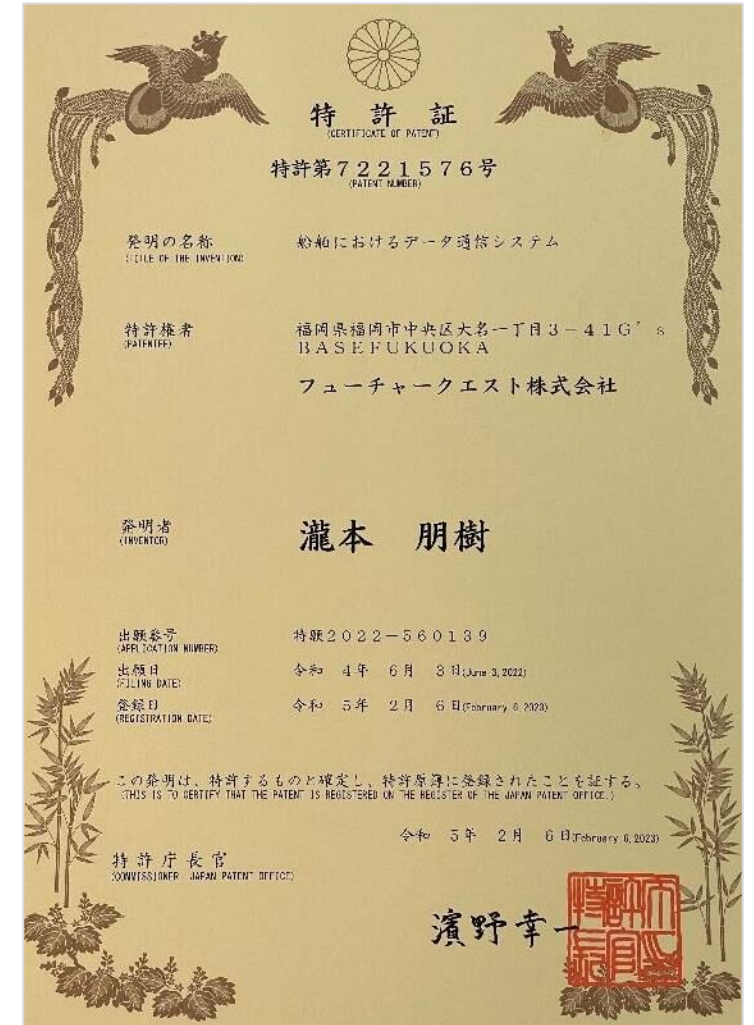 特許証
(CERTIFICATE OF PATENT)
特許第7221576号
(PATENT NUMBER)
発明の名称 船舶におけるデータ通信システム
(TITLE OF THE INVENTION)
特許権者 福岡県福岡市中央区大名一丁目3-41G's
(PATENTEE) BASEFUKUOKA
フューチャークエスト株式会社
発明者 瀧本 朋樹
(INVENTOR)
出願番号 特願2022-560139
(APPLICATION NUMBER)
出願日 令和 4年 6月 3日(June 3, 2022)
(FILING DATE)
登録日 令和 5年 2月 6日(February 6, 2023)
(REGISTRATION DATE)
この発明は、特許するものと確定し、特許原簿に登録されたことを証する。
(THIS IS TO CERTIFY THAT THE PATENT IS REGISTERED ON THE REGISTER OF THE JAPAN PATENT OFFICE.)
令和 5年 2月 6日(February 6, 2023)
特許庁長官
(COMMISSIONER, JAPAN PATENT OFFICE)
濱野幸一